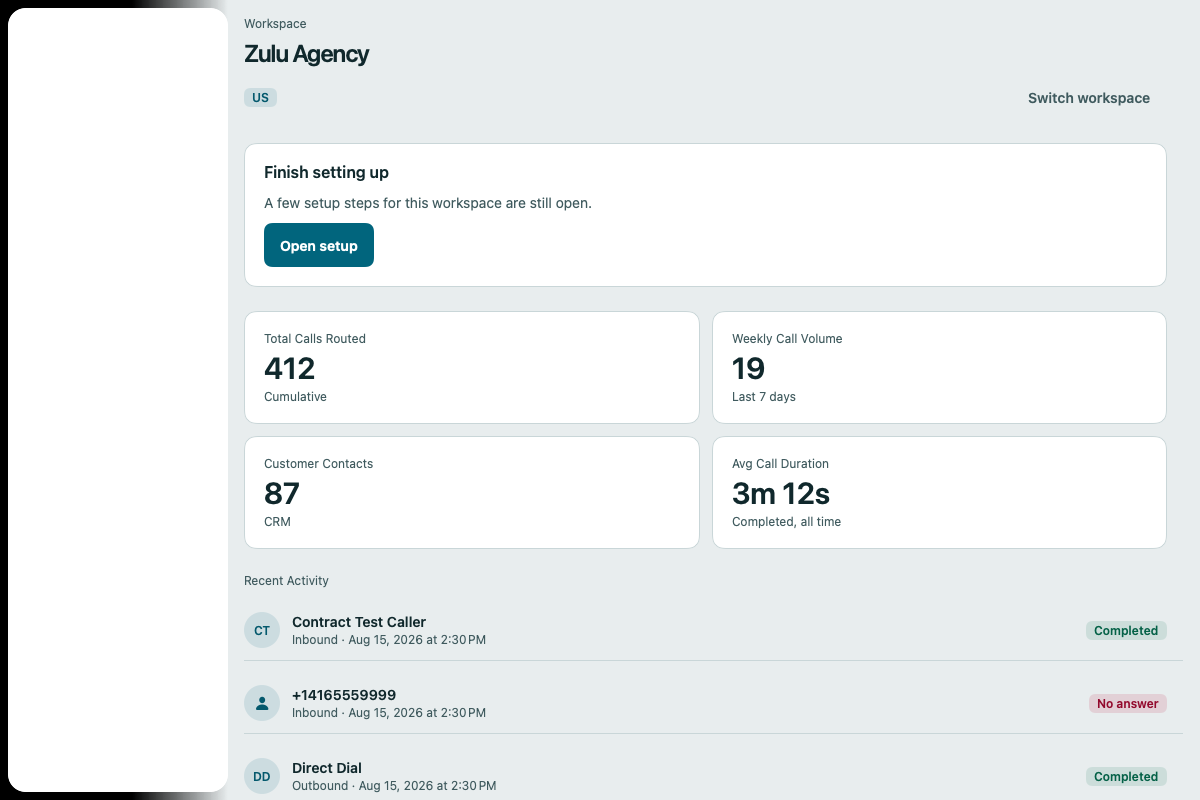 Workspace
Zulu Agency
US
Switch workspace
Finish setting up
A few setup steps for this workspace are still open.
Open setup
Total Calls Routed
412
Cumulative
Weekly Call Volume
19
Last 7 days
Customer Contacts
87
CRM
Avg Call Duration
3m 12s
Completed, all time
Recent Activity
CT
Contract Test Caller
Inbound · Aug 15, 2026 at 2:30 PM
Completed
+14165559999
Inbound · Aug 15, 2026 at 2:30 PM
No answer
DD
Direct Dial
Outbound · Aug 15, 2026 at 2:30 PM
Completed